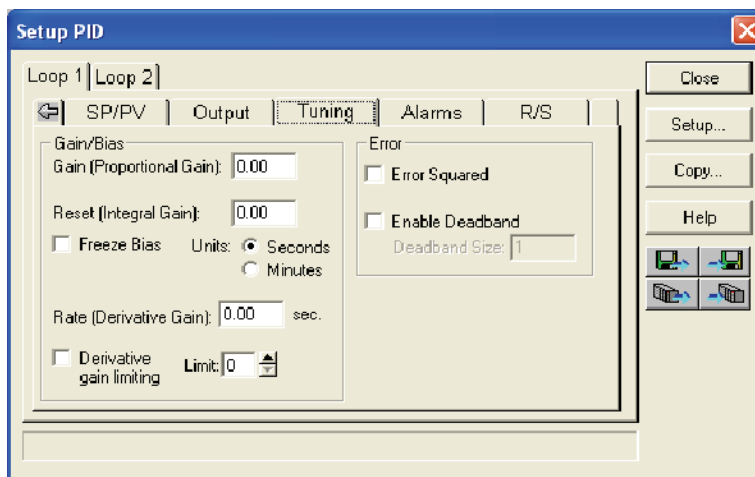 Setup PID
Loop 1 Loop 2
SP/PV Output Tuning Alarms R/S
Gain/Bias
Gain (Proportional Gain): 0.00
Reset (Integral Gain): 0.00
Freeze Bias Units: Seconds
Minutes
Rate (Derivative Gain): 0.00 sec.
Derivative
gain limiting Limit: 0
Error
Error Squared
Enable Deadband
Deadband Size: 1
Close
Setup...
Copy...
Help